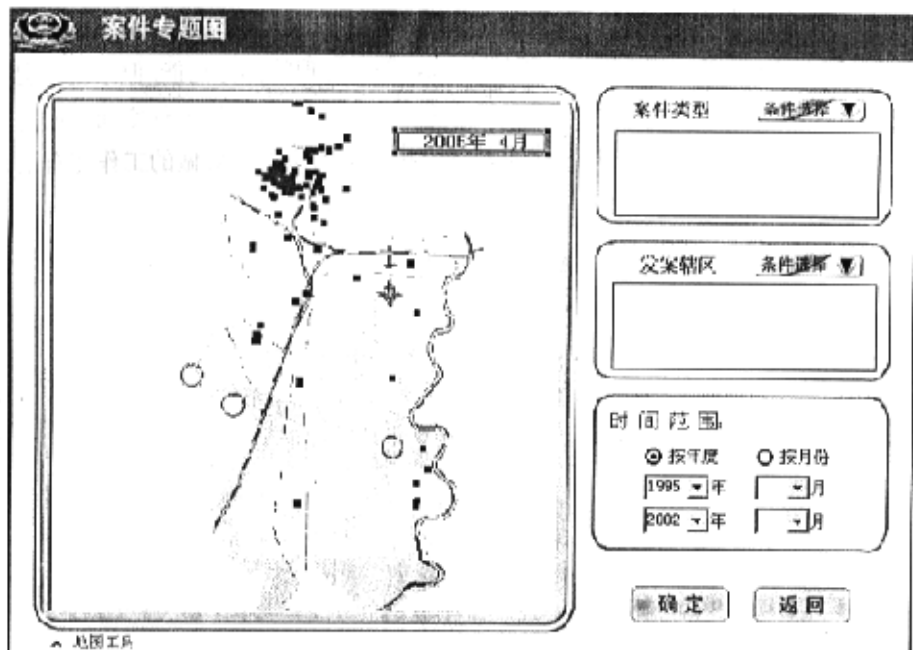 案件专题图
2006年 4月
案件类型 条件选择 ▼
发案辖区 条件选择 ▼
时间范围:
按年度 按月份
1995 年 月
2002 年 月
确定 返回
地图工具